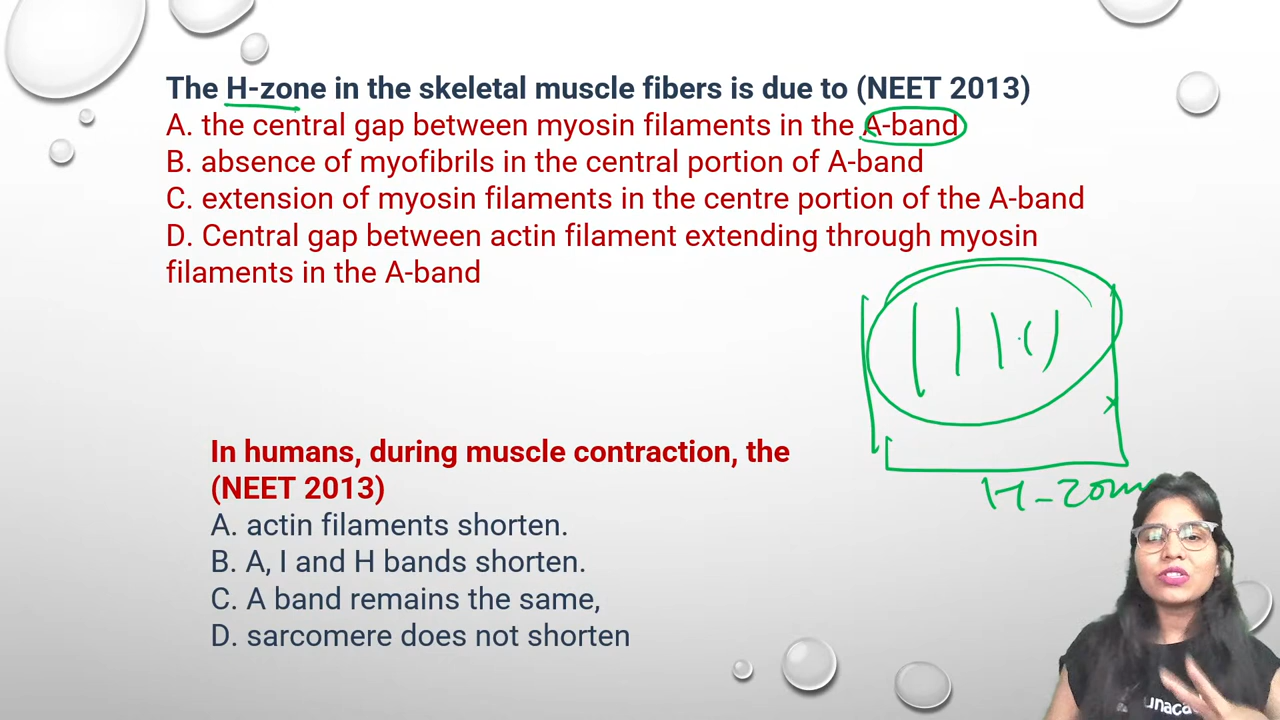 The H-zone in the skeletal muscle fibers is due to (NEET 2013)
A. the central gap between myosin filaments in the A-band
B. absence of myofibrils in the central portion of A-band
C. extension of myosin filaments in the centre portion of the A-band
D. Central gap between actin filament extending through myosin
filaments in the A-band
H-zone
In humans, during muscle contraction, the
(NEET 2013)
A. actin filaments shorten.
B. A, I and H bands shorten.
C. A band remains the same,
D. sarcomere does not shorten